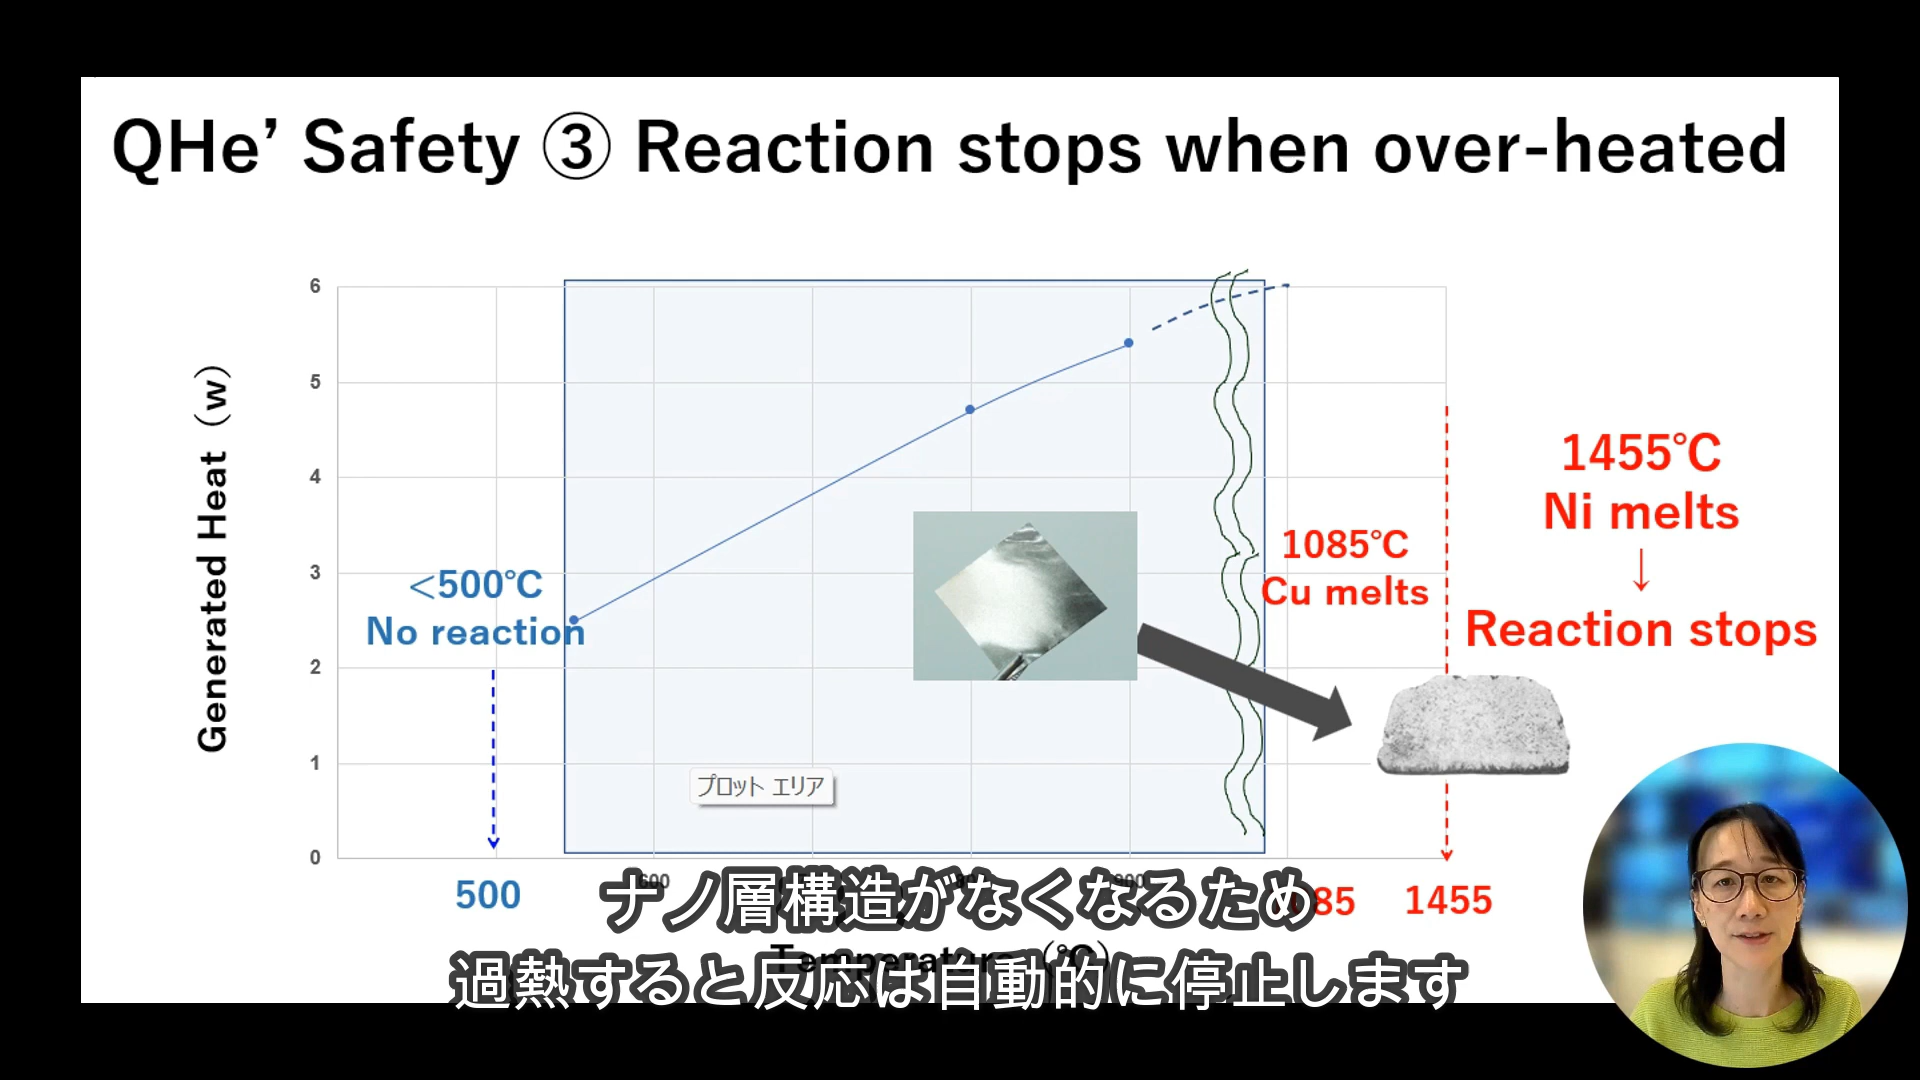 QHe’ Safety ③ Reaction stops when over-heated
6
5
4
3
2
1
0
Generated Heat（w）
<500℃
No reaction
1085℃
Cu melts
1455℃
Ni melts
↓
Reaction stops
プロット エリア
500
1455
ナノ層構造がなくなるため
過熱すると反応は自動的に停止します